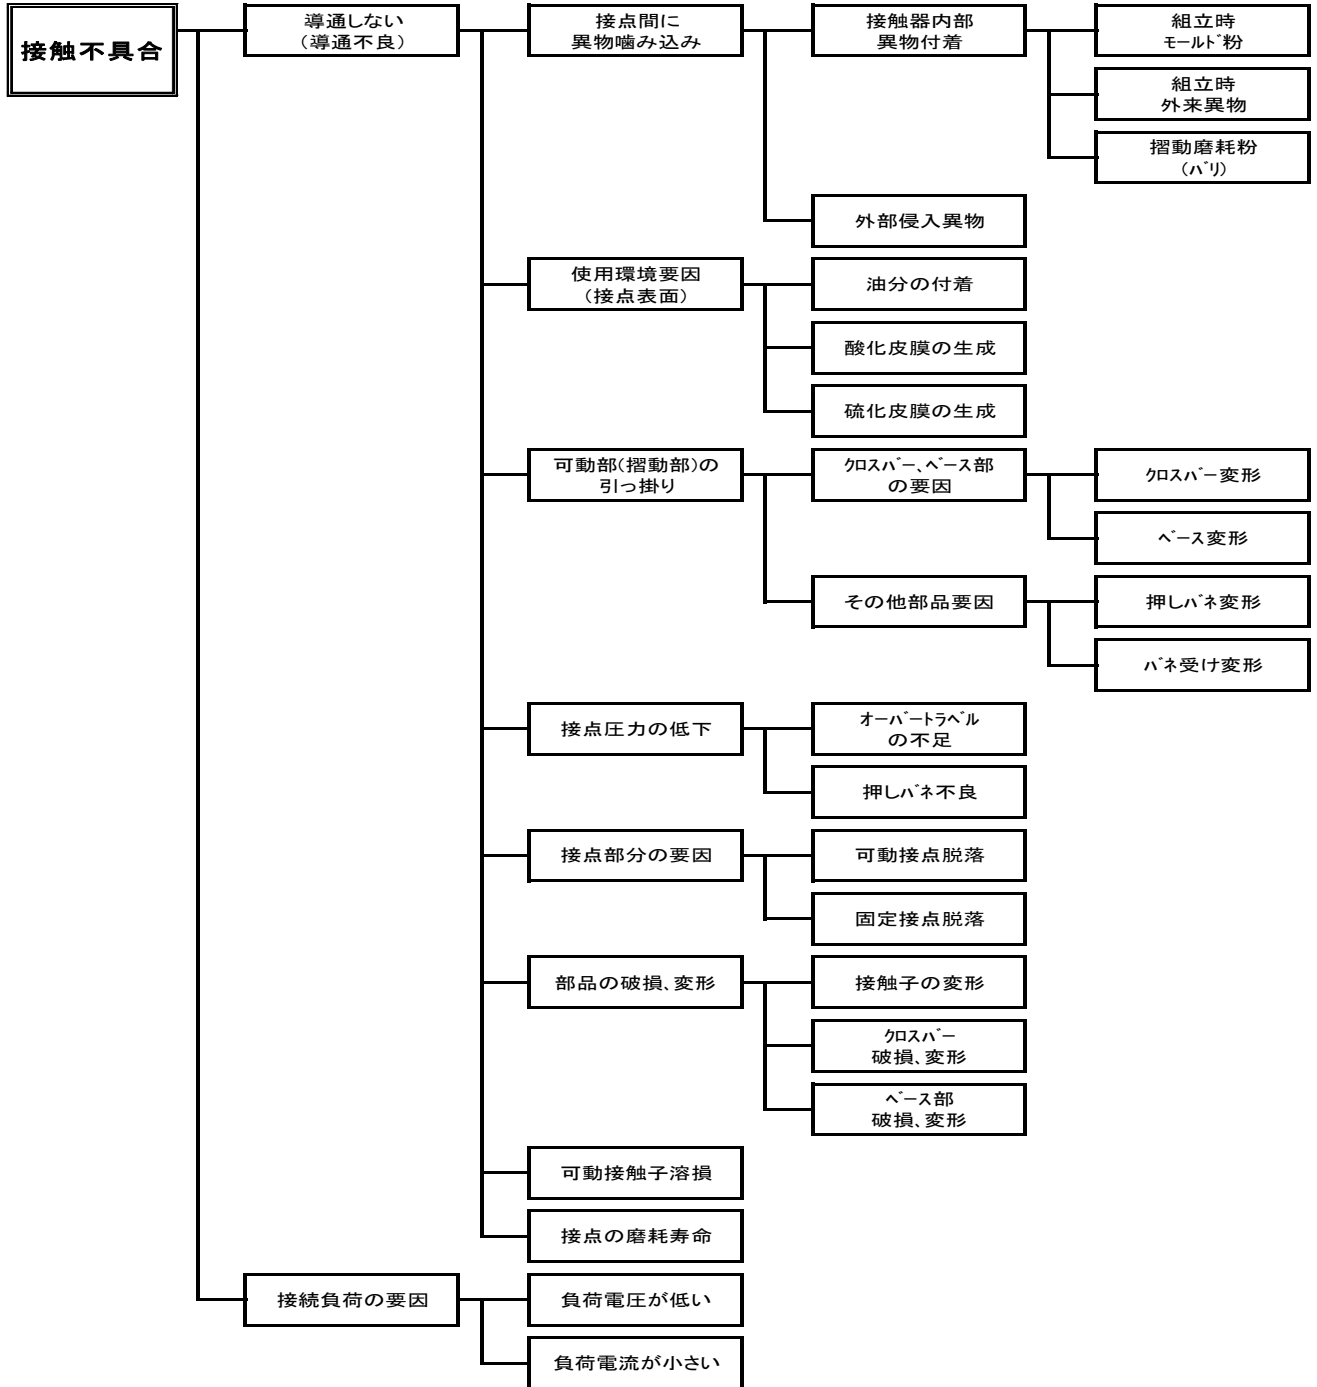 接触不具合
導通しない
（導通不良）
接点間に
異物噛み込み
接触器内部
異物付着
組立時
ﾓｰﾙﾄﾞ粉
組立時
外来異物
摺動磨耗粉
（ﾊﾞﾘ）
外部侵入異物
使用環境要因
（接点表面）
油分の付着
酸化皮膜の生成
硫化皮膜の生成
可動部（摺動部）の
引っ掛り
ｸﾛｽﾊﾞｰ、ﾍﾞｰｽ部
の要因
ｸﾛｽﾊﾞｰ変形
ﾍﾞｰｽ変形
その他部品要因
押しﾊﾞﾈ変形
ﾊﾞﾈ受け変形
接点圧力の低下
ｵｰﾊﾞｰﾄﾗﾍﾞﾙ
の不足
押しﾊﾞﾈ不良
接点部分の要因
可動接点脱落
固定接点脱落
部品の破損、変形
接触子の変形
ｸﾛｽﾊﾞｰ
破損、変形
ﾍﾞｰｽ部
破損、変形
可動接触子溶損
接点の磨耗寿命
接続負荷の要因
負荷電圧が低い
負荷電流が小さい